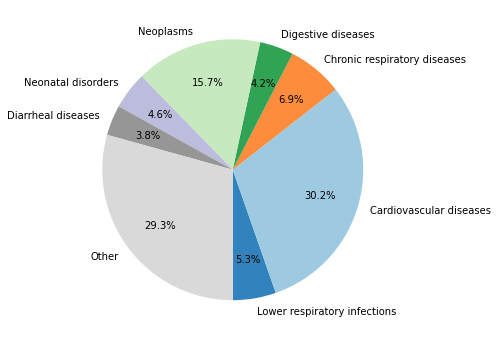 Neoplasms
Digestive diseases
Chronic respiratory diseases
Neonatal disorders
Diarrheal diseases
15.7%
4.2%
6.9%
4.6%
3.8%
30.2%
Cardiovascular diseases
29.3%
Other
5.3%
Lower respiratory infections